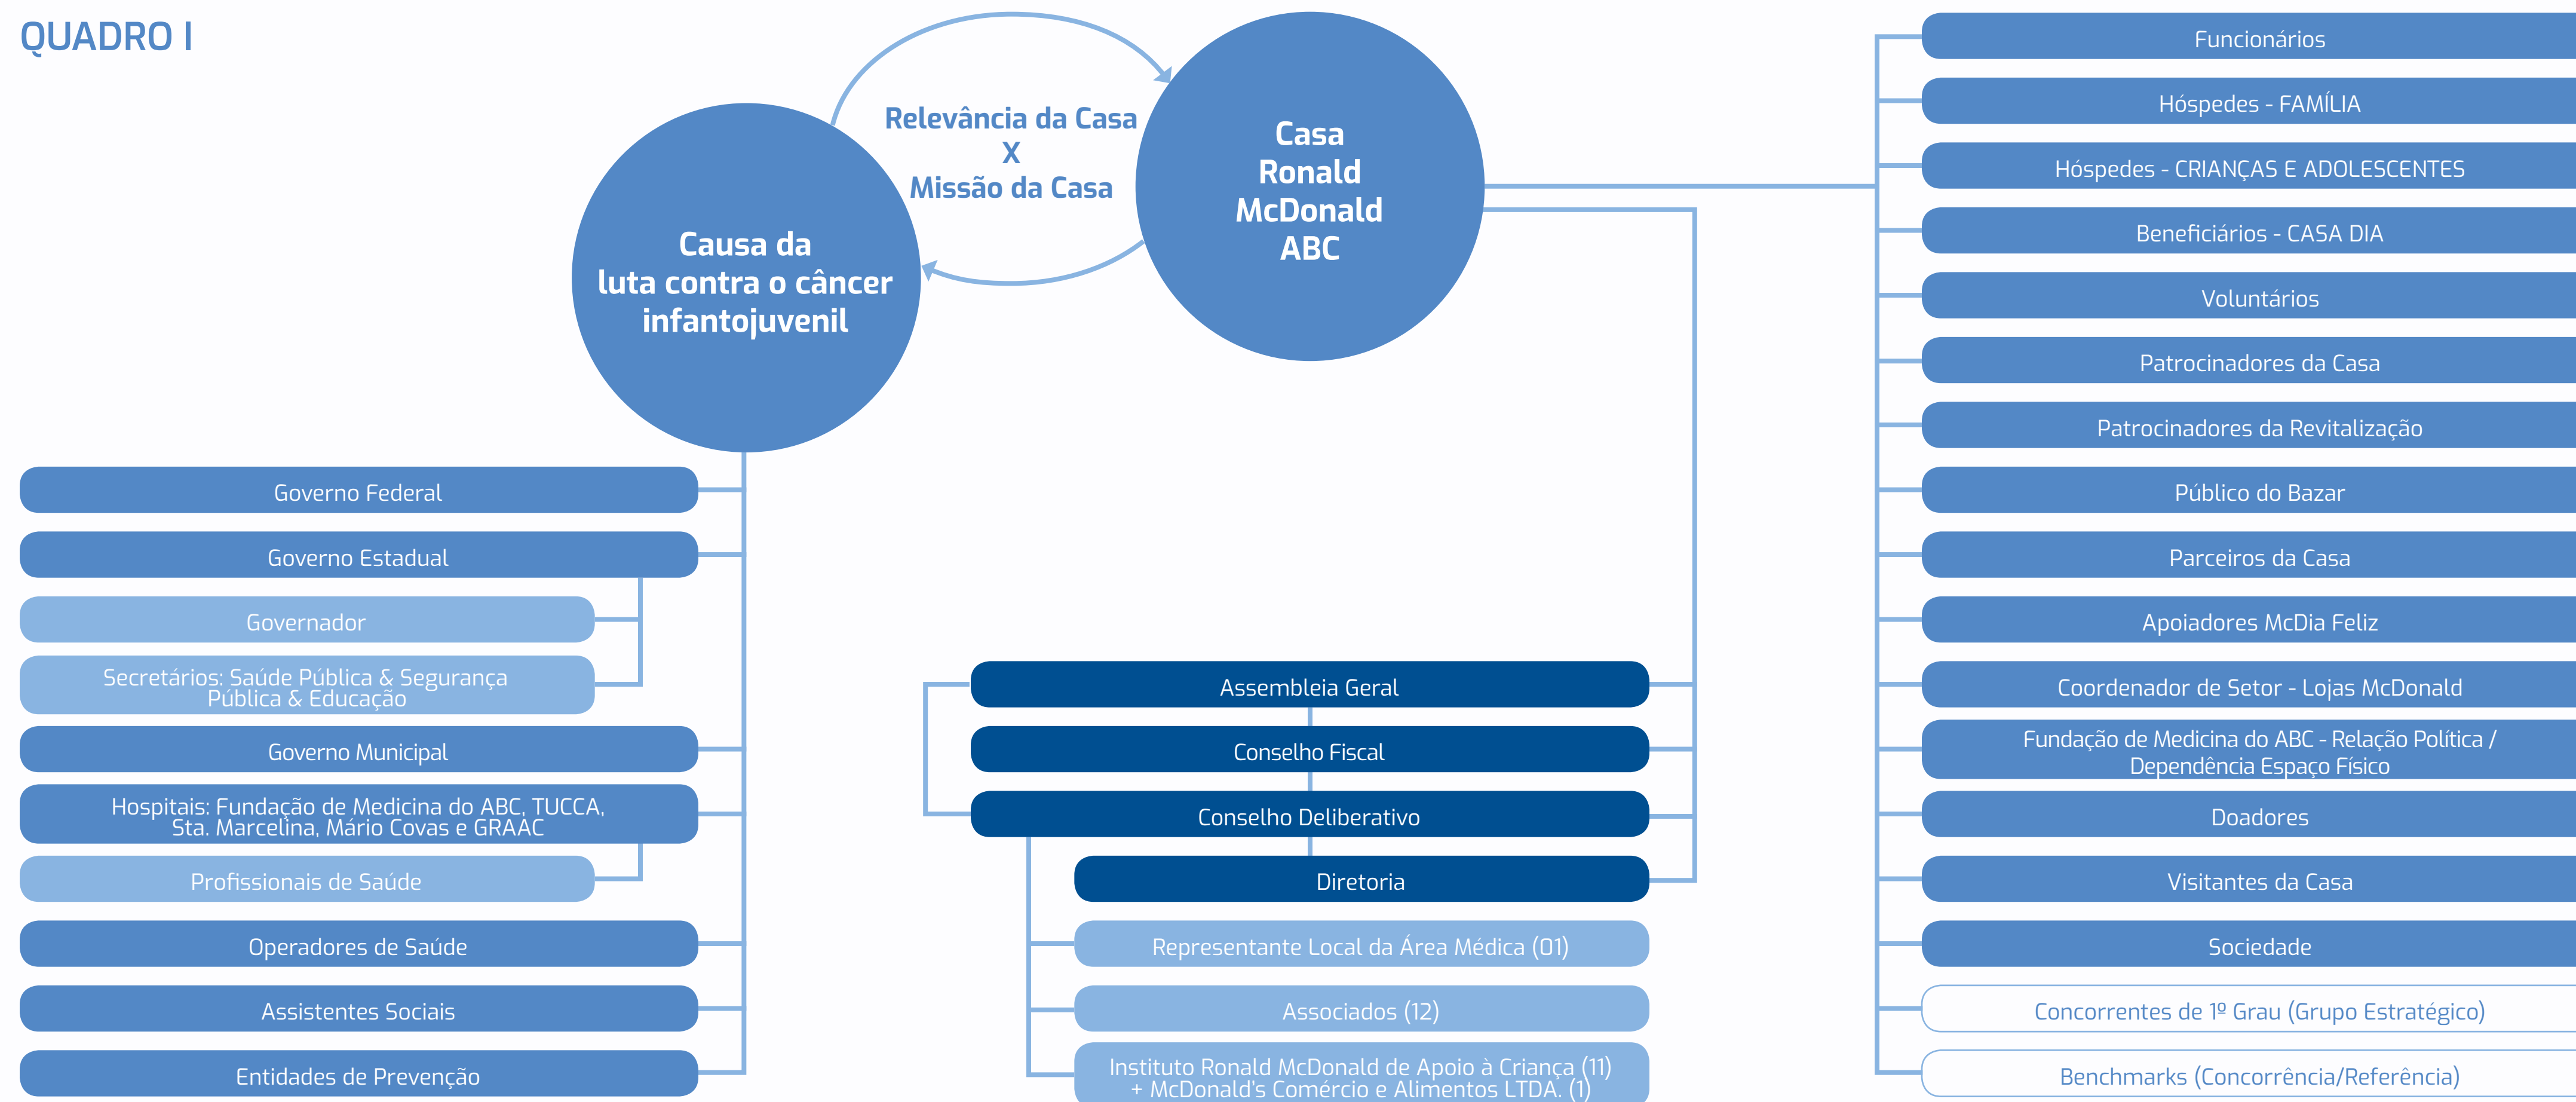 QUADRO I
Relevância da Casa
X
Missão da Casa
Casa
Ronald
McDonald
ABC
Causa da
luta contra o câncer
infantojuvenil
Governo Federal
Governo Estadual
Governador
Secretários: Saúde Pública & Segurança
Pública & Educação
Governo Municipal
Hospitais: Fundação de Medicina do ABC, TUCCA,
Sta. Marcelina, Mário Covas e GRAAC
Profissionais de Saúde
Operadores de Saúde
Assistentes Sociais
Entidades de Prevenção
Assembleia Geral
Conselho Fiscal
Conselho Deliberativo
Diretoria
Representante Local da Área Médica (01)
Associados (12)
Instituto Ronald McDonald de Apoio à Criança (11)
+ McDonald's Comércio e Alimentos LTDA. (1)
Funcionários
Hóspedes - FAMÍLIA
Hóspedes - CRIANÇAS E ADOLESCENTES
Beneficiários - CASA DIA
Voluntários
Patrocinadores da Casa
Patrocinadores da Revitalização
Público do Bazar
Parceiros da Casa
Apoiadores McDia Feliz
Coordenador de Setor - Lojas McDonald
Fundação de Medicina do ABC - Relação Política /
Dependência Espaço Físico
Doadores
Visitantes da Casa
Sociedade
Concorrentes de 1º Grau (Grupo Estratégico)
Benchmarks (Concorrência/Referência)